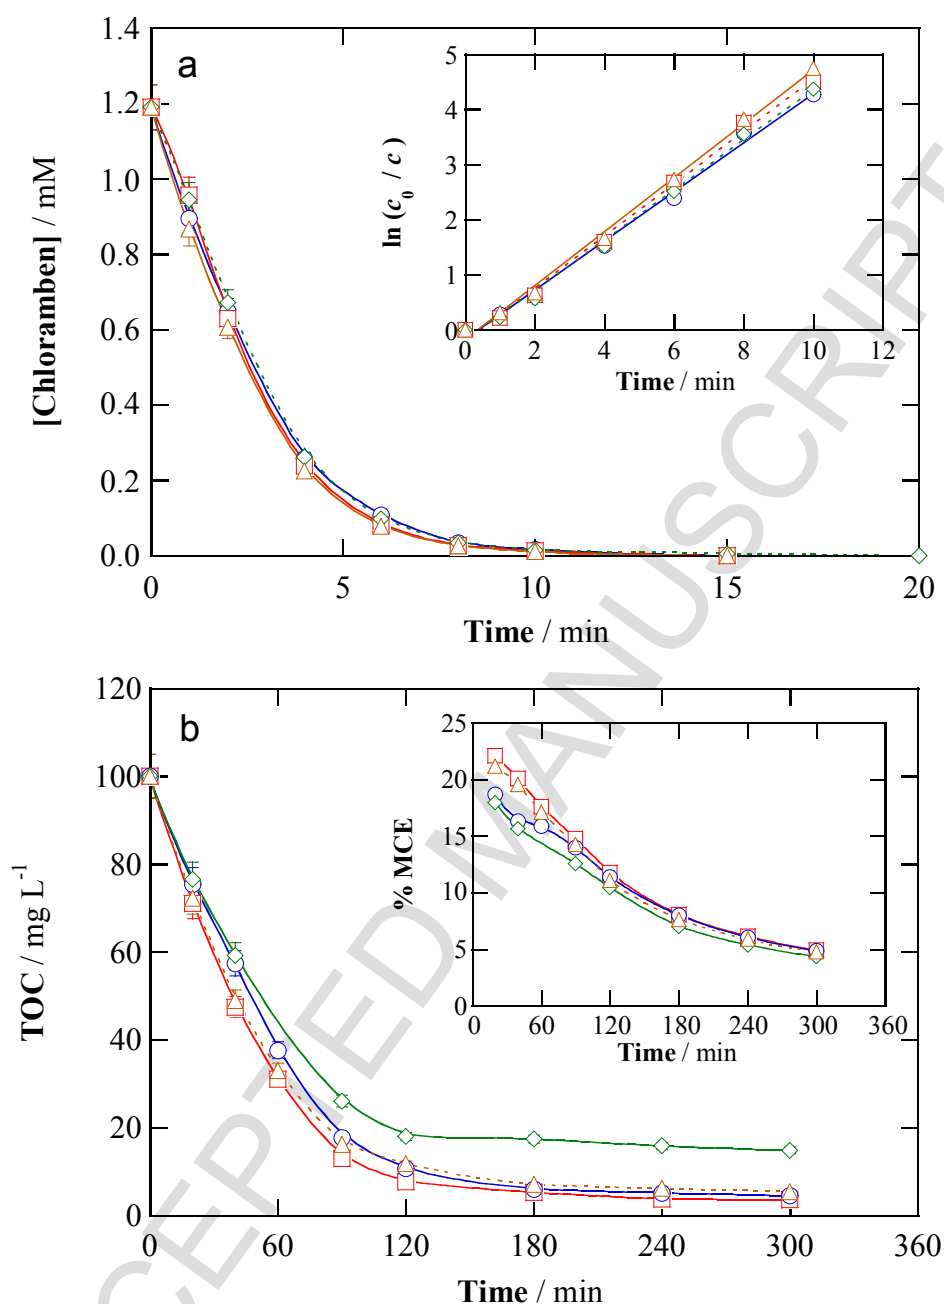 a
[Chloramben] / mM
1.4
1.2
1.0
0.8
0.6
0.4
0.2
0.0
0 5 10 15 20
Time / min
ln (c0 / c)
5
4
3
2
1
0
0 2 4 6 8 10 12
Time / min
b
TOC / mg L-1
120
100
80
60
40
20
0
0 60 120 180 240 300 360
Time / min
% MCE
25
20
15
10
5
0
0 60 120 180 240 300 360
Time / min
CEPTED MANUSCRIPT